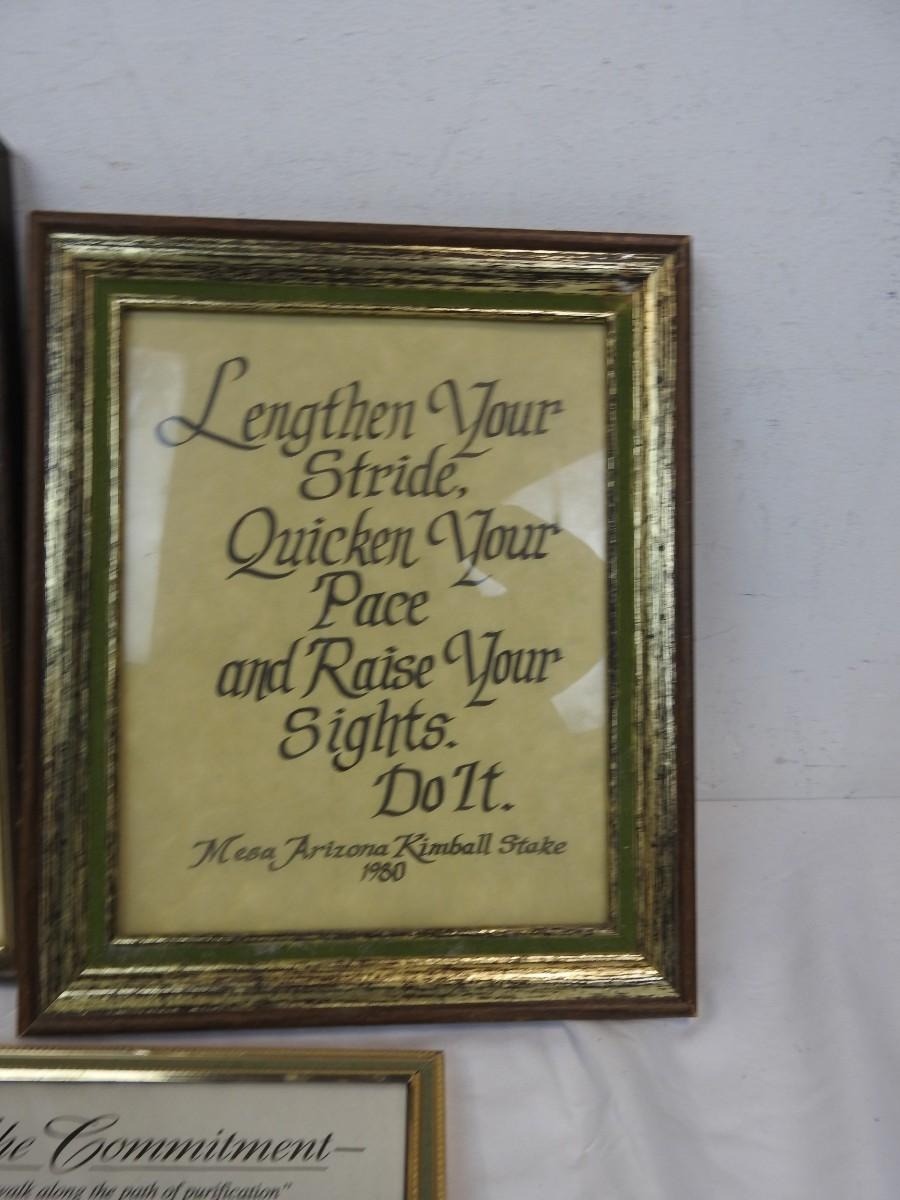 Lengthen Your
Stride,
Quicken Your
Pace
and Raise Your
Sights.
Do It.
Mesa Arizona Kimball Stake
1980
he Commitment
walk along the path of purification"